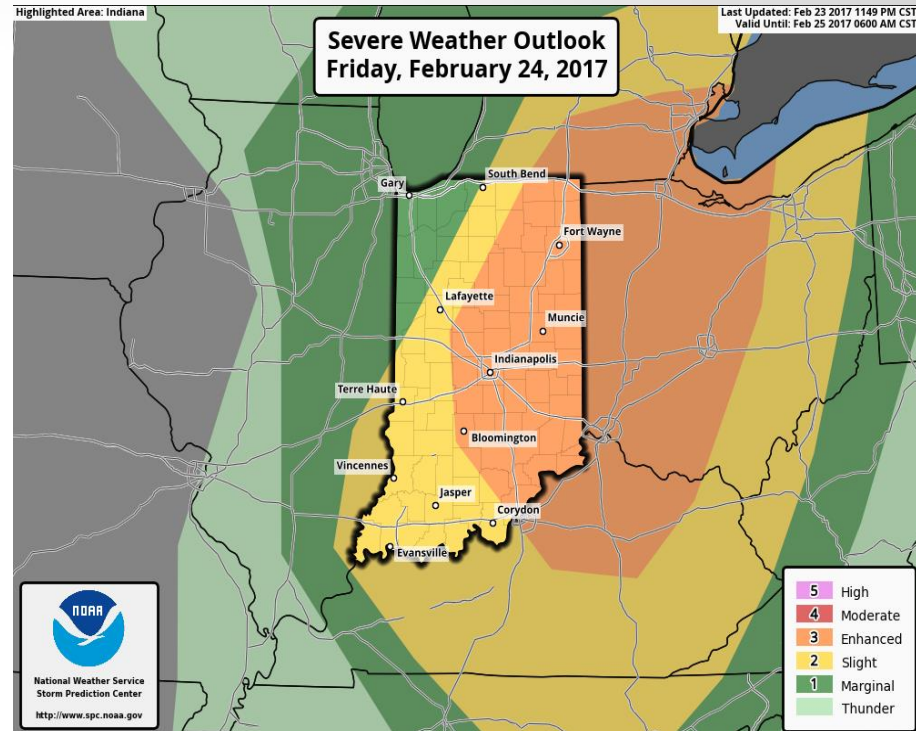 Highlighted Area: Indiana
Last Updated: Feb 23 2017 1149 PM CST
Valid Until: Feb 25 2017 0600 AM CST
Severe Weather Outlook
Friday, February 24, 2017
Gary
South Bend
Fort Wayne
Lafayette
Muncie
Indianapolis
Terre Haute
Bloomington
Vincennes
Jasper
Corydon
Evansville
NOAA
National Weather Service
Storm Prediction Center
http://www.spc.noaa.gov
5 High
4 Moderate
3 Enhanced
2 Slight
1 Marginal
Thunder